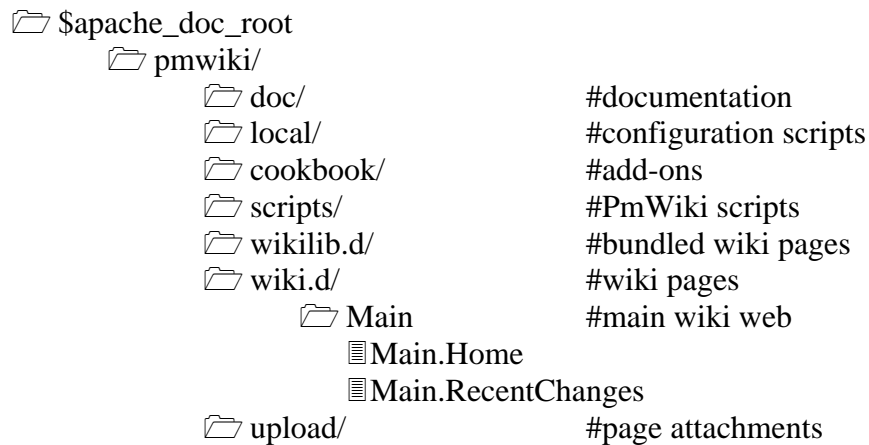 $apache_doc_root
pmwiki/
doc/ #documentation
local/ #configuration scripts
cookbook/ #add-ons
scripts/ #PmWiki scripts
wikilib.d/ #bundled wiki pages
wiki.d/ #wiki pages
Main #main wiki web
Main.Home
Main.RecentChanges
upload/ #page attachments